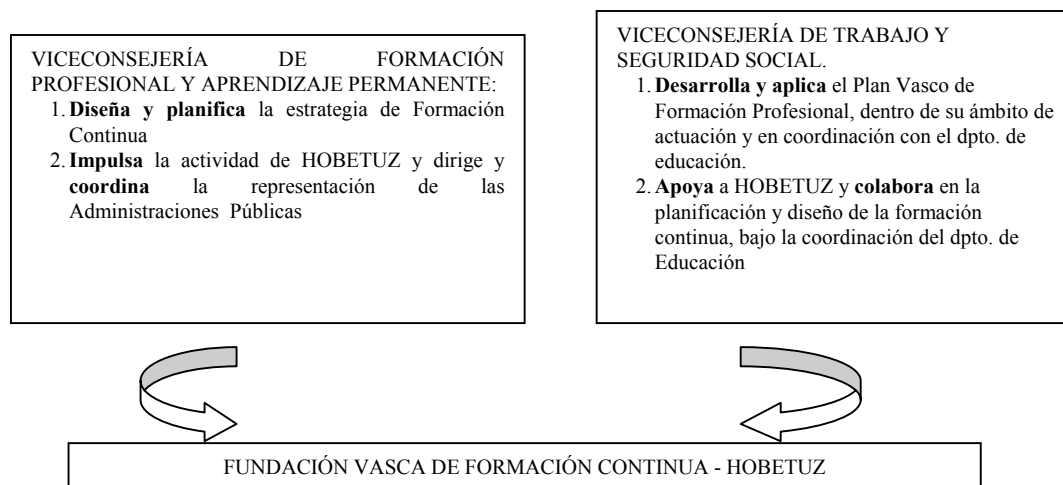 VICECONSEJERÍA DE FORMACIÓN
PROFESIONAL Y APRENDIZAJE PERMANENTE:
1. Diseña y planifica la estrategia de Formación
Continua
2. Impulsa la actividad de HOBETUZ y dirige y
coordina la representación de las
Administraciones Públicas
VICECONSEJERÍA DE TRABAJO Y
SEGURIDAD SOCIAL.
1. Desarrolla y aplica el Plan Vasco de
Formación Profesional, dentro de su ámbito de
actuación y en coordinación con el dpto. de
educación.
2. Apoya a HOBETUZ y colabora en la
planificación y diseño de la formación
continua, bajo la coordinación del dpto. de
Educación
FUNDACIÓN VASCA DE FORMACIÓN CONTINUA - HOBETUZ